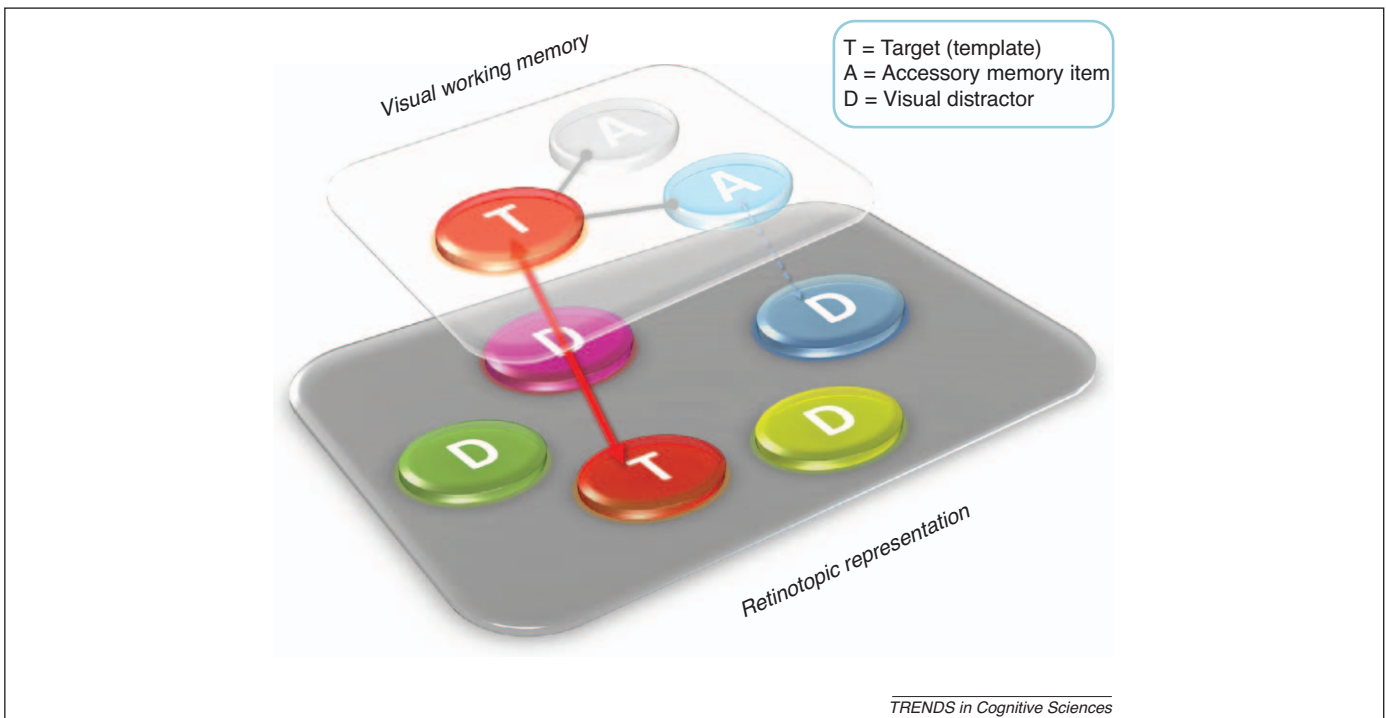 Visual working memory
T = Target (template)
A = Accessory memory item
D = Visual distractor
A
A
T
D
D
D
D
T
Retinotopic representation
TRENDS in Cognitive Sciences